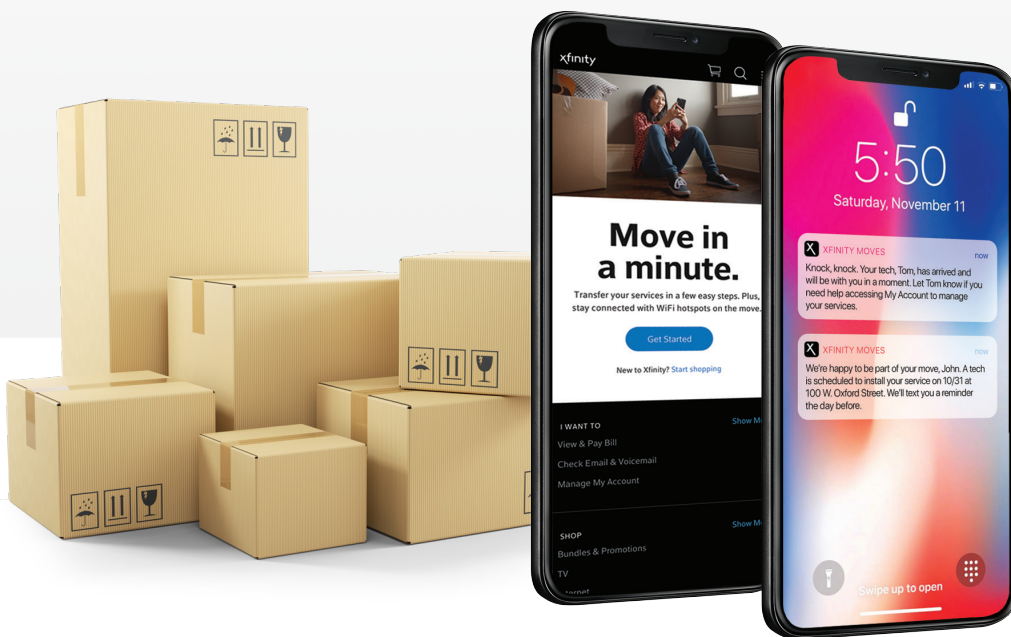 xfinity
Move in
a minute.
Transfer your services in a few easy steps. Plus,
stay connected with WiFi hotspots on the move.
Get Started
New to Xfinity? Start shopping
I WANT TO
Show
View & Pay Bill
Check Email & Voicemail
Manage My Account
Show
SHOP
Bundles & Promotions
TV
5:50
Saturday, November 11
X XFINITY MOVES now
Knock, knock. Your tech, Tom, has arrived and
will be with you in a moment. Let Tom know if you
need help accessing My Account to manage
your services.
X XFINITY MOVES now
We're happy to be part of your move, John. A tech
is scheduled to install your service on 10/31 at
100 W. Oxford Street. We'll text you a reminder
the day before.
Swipe up to open